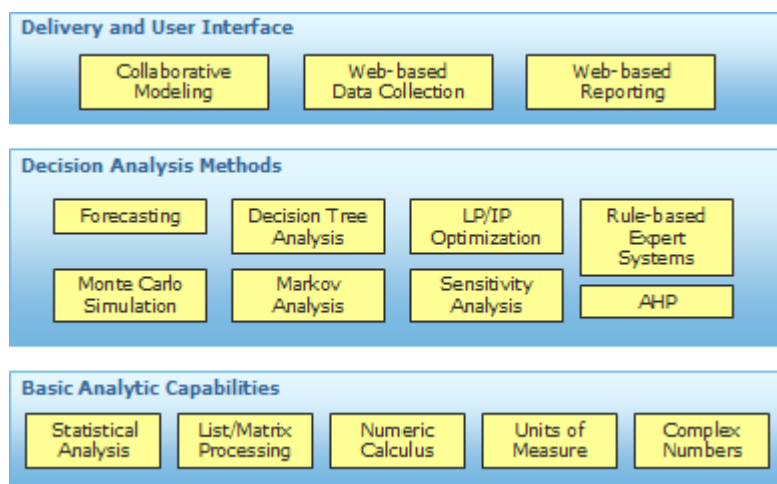 Delivery and User Interface
Collaborative
Modeling
Web-based
Data Collection
Web-based
Reporting
Decision Analysis Methods
Forecasting
Decision Tree
Analysis
LP/IP
Optimization
Rule-based
Expert
Systems
Monte Carlo
Simulation
Markov
Analysis
Sensitivity
Analysis
AHP
Basic Analytic Capabilities
Statistical
Analysis
List/Matrix
Processing
Numeric
Calculus
Units of
Measure
Complex
Numbers